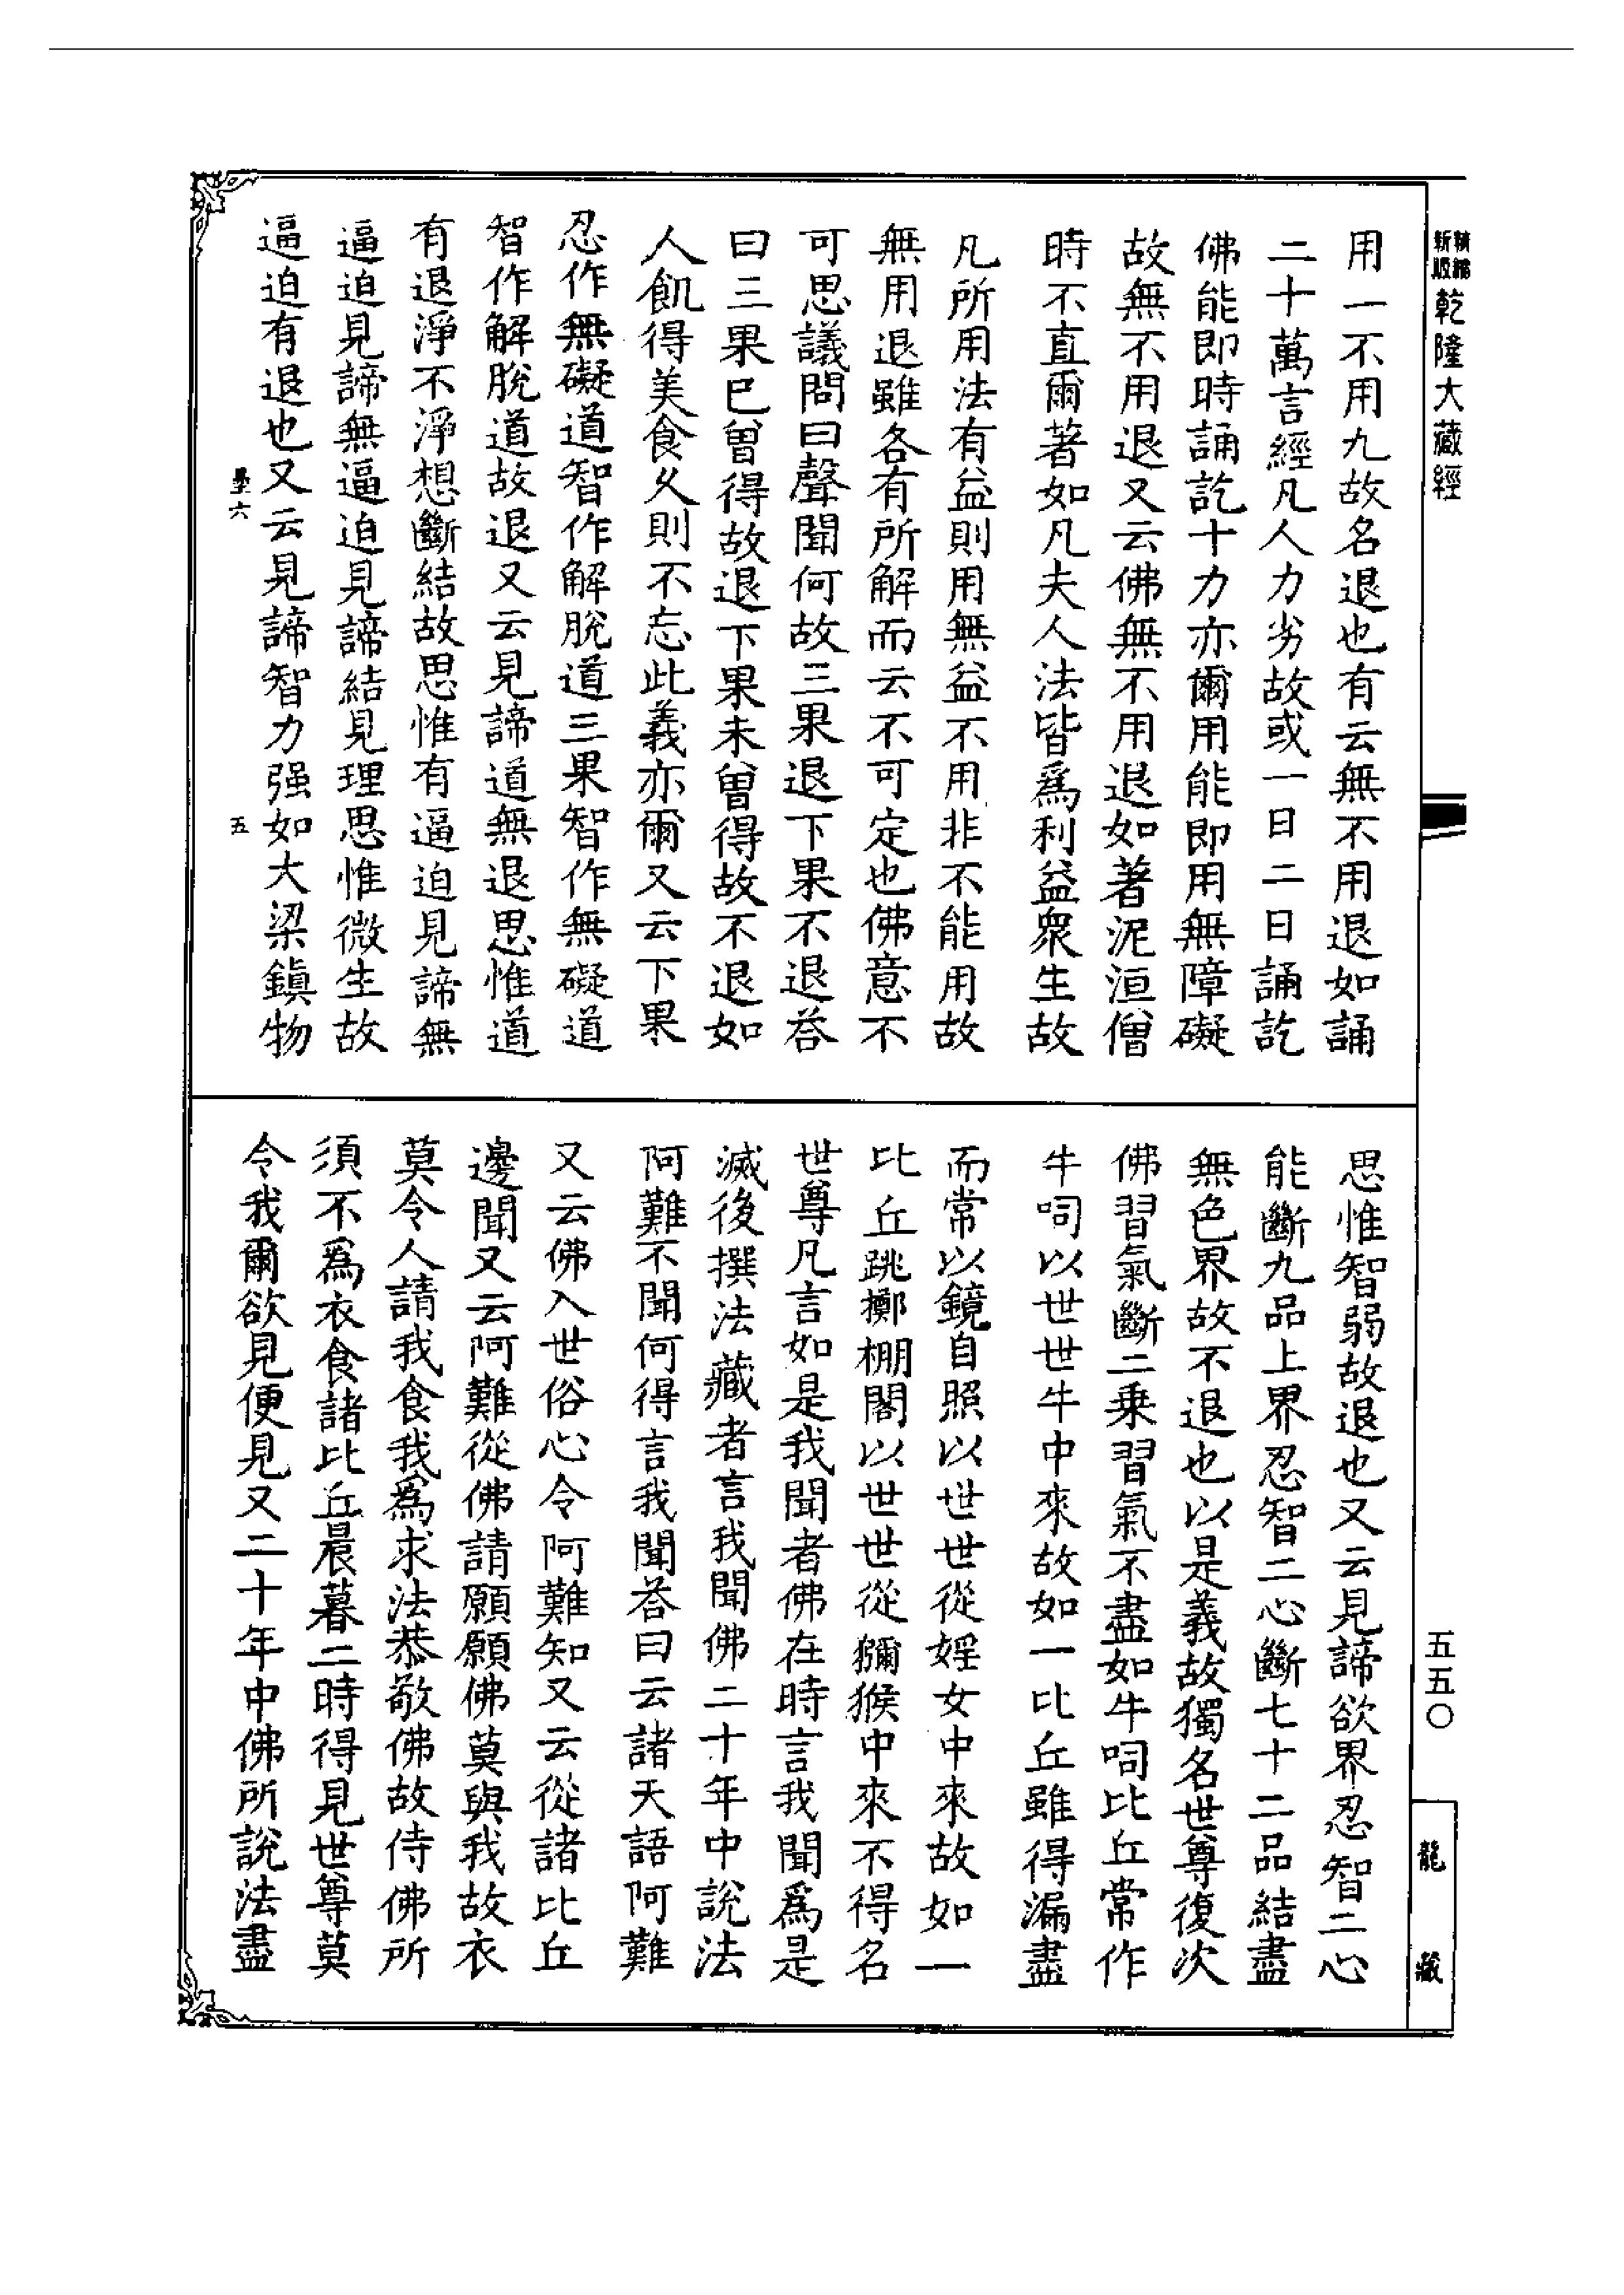 新編
新版
乾隆大藏經
用一不用九故名退也有云無不用退如誦
二十萬言經凡人力劣故或一日二日誦訖
佛能即時誦訖十力亦爾用能即用無障礙
故無不用退又云佛無不用退如著泥洹僧
時不直爾著如凡夫人法皆爲利益眾生故
凡所用法有益則用無益不用非不能用故
無用退雖各有所解而云不可定也佛意不
可思議問曰聲聞何故三果退下果不退荅
曰三果巳曾得故退下果未曾得故不退如
人飢得美食久則不忘此義亦爾又云下果
忍作無礙道智作解脫道三果智作無礙道
智作解脫道故退又云見諦道無退思惟道
有退淨不淨想斷結故思惟有逼迫見諦無
逼迫見諦無逼迫見諦結見理思惟微生故
逼迫有退也又云見諦智力强如大梁鎮物
六
五
思惟智弱故退也又云見諦欲界忍智二心
能斷九品上界忍智二心斷七十二品結盡
無色界故不退也以是義故獨名世尊復次
佛習氣斷二乗習氣不盡如牛呞比丘常作
牛呞以世世牛中來故如一比丘雖得漏盡
而常以鏡自照以世世從婬女中來故如一
比丘跳擲棚閣以世世從獼猴中來不得名
世尊凡言如是我聞者佛在時言我聞爲是
滅後撰法藏者言我聞佛二十年中說法
阿難不聞何得言我聞荅曰云諸天語阿難
又云佛入世俗心令阿難知又云從諸比丘
邊聞又云阿難從佛請願願佛莫與我故衣
莫令人請我食我爲求法恭敬佛故侍佛所
須不爲衣食諸比丘晨暮二時得見世尊莫
令我爾欲見便見又二十年中佛所說法盡
五五〇
龍藏